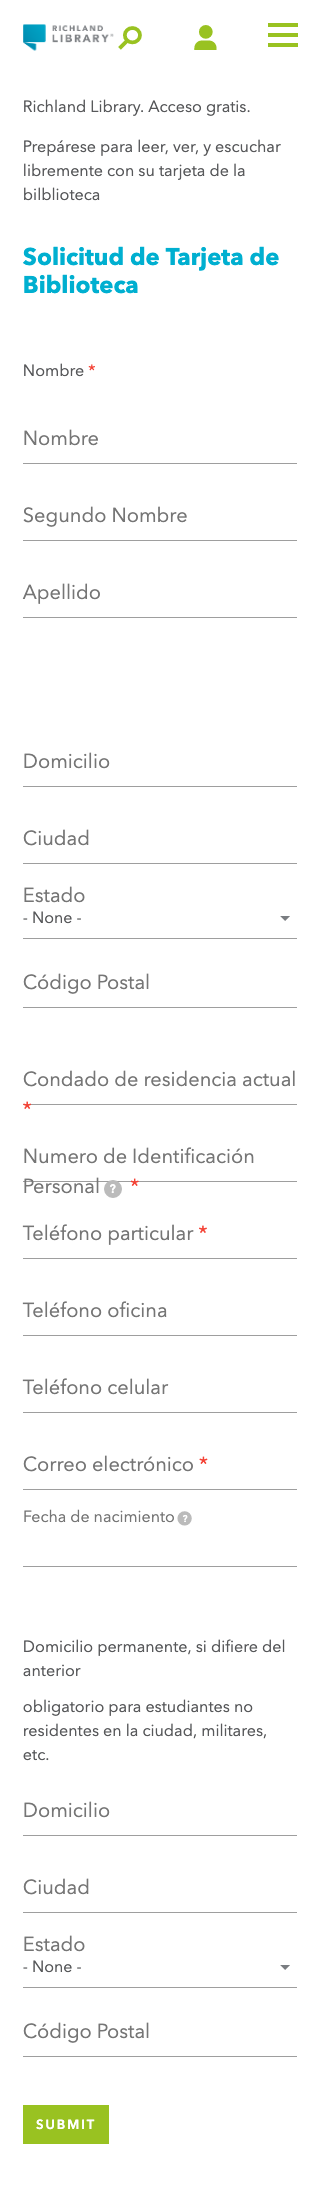 RICHLAND
LIBRARY
Richland Library. Acceso gratis.
Prepárese para leer, ver, y escuchar
libremente con su tarjeta de la
bilblioteca
Solicitud de Tarjeta de
Biblioteca
Nombre *
Nombre
Segundo Nombre
Apellido
Domicilio
Ciudad
Estado
- None -
Código Postal
Condado de residencia actual
*
Numero de Identificación
Personal ? *
Teléfono particular *
Teléfono oficina
Teléfono celular
Correo electrónico *
Fecha de nacimiento ?
Domicilio permanente, si difiere del
anterior
obligatorio para estudiantes no
residentes en la ciudad, militares,
etc.
Domicilio
Ciudad
Estado
- None -
Código Postal
SUBMIT